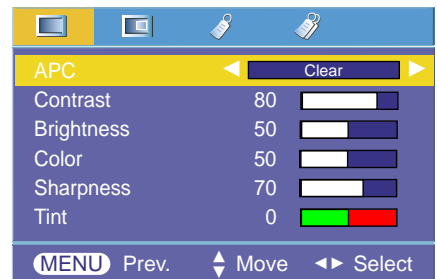 APC Clear
Contrast 80
Brightness 50
Color 50
Sharpness 70
Tint 0
MENU Prev. Move Select